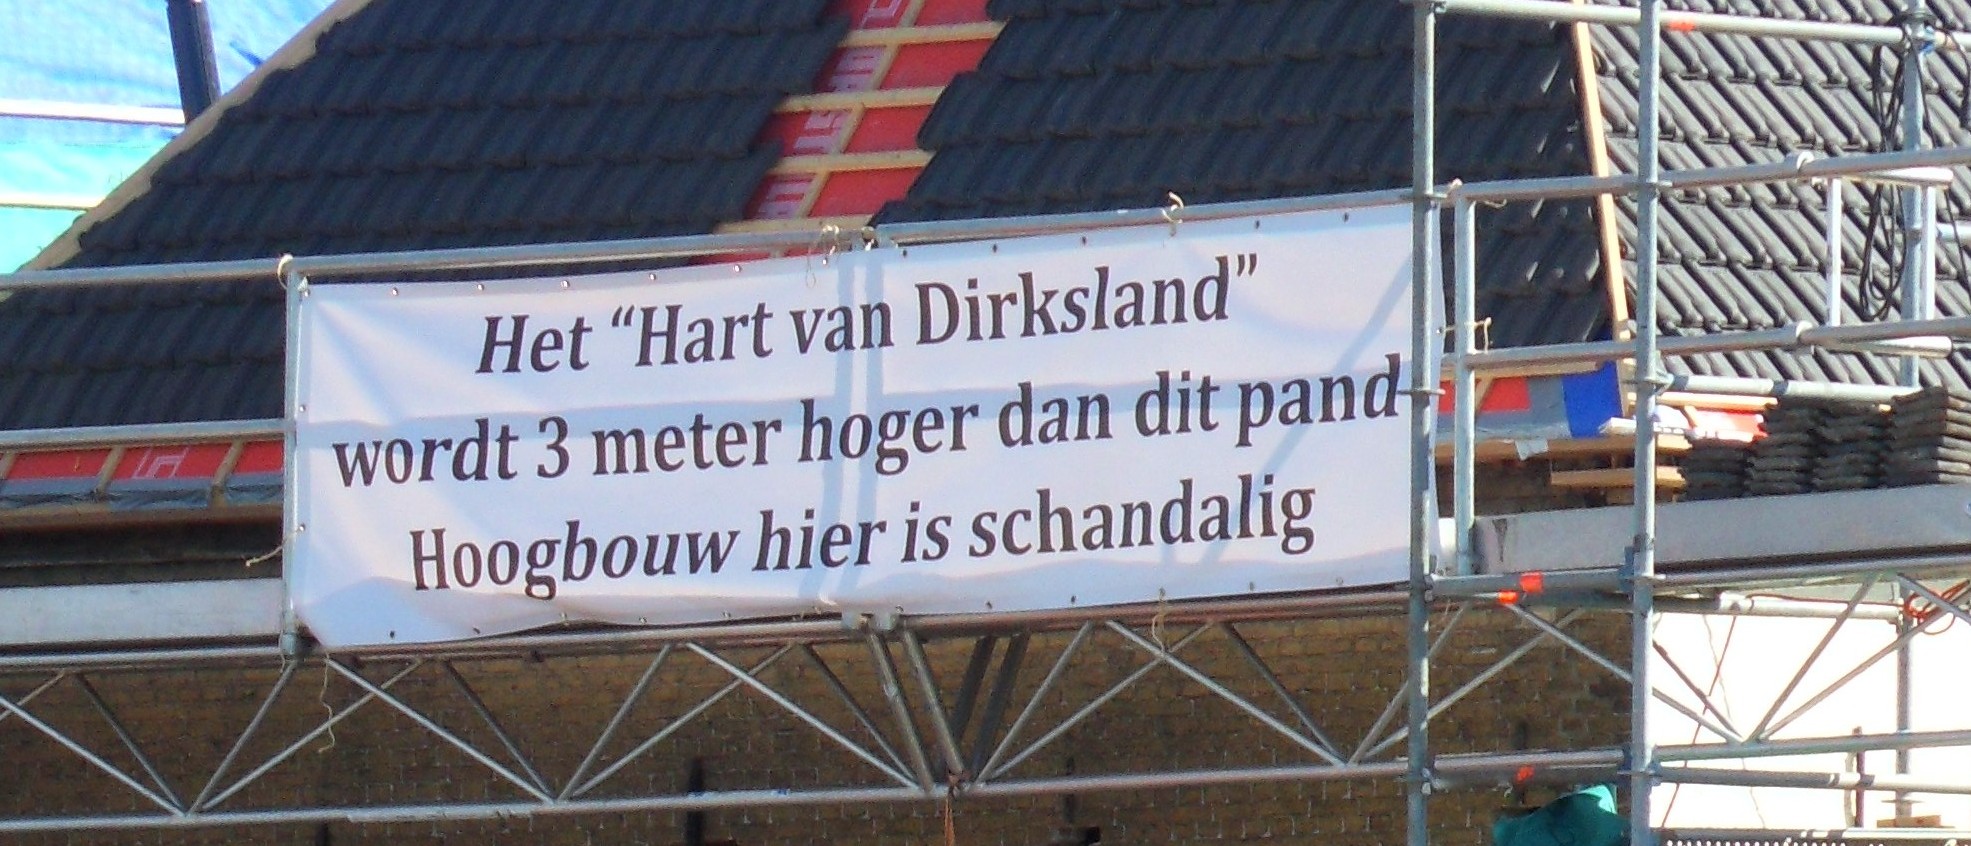 Het “Hart van Dirksland”
wordt 3 meter hoger dan dit pand
Hoogbouw hier is schandalig